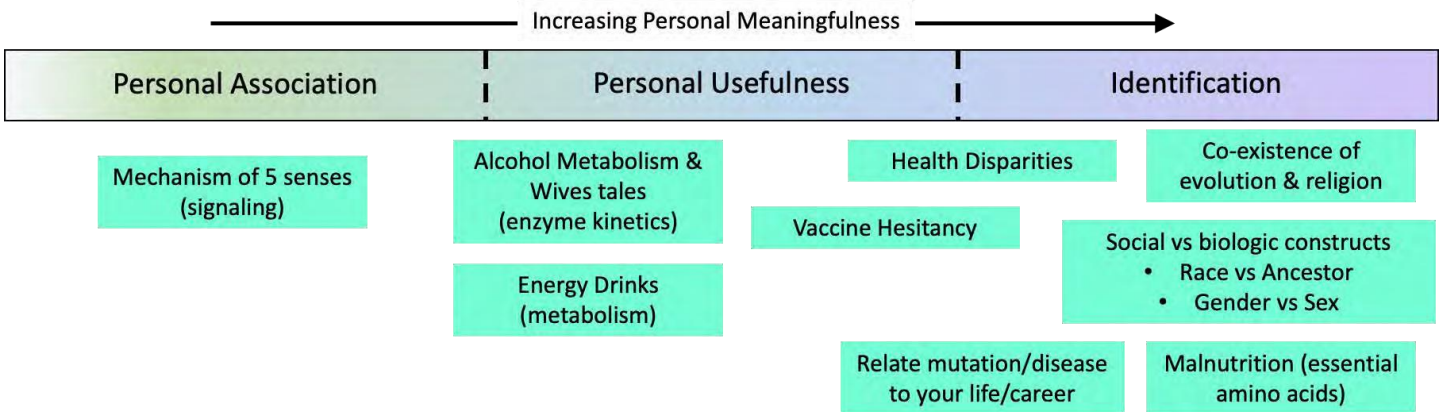 Increasing Personal Meaningfulness
Personal Association
Personal Usefulness
Identification
Mechanism of 5 senses
(signaling)
Alcohol Metabolism &
Wives tales
(enzyme kinetics)
Energy Drinks
(metabolism)
Health Disparities
Vaccine Hesitancy
Relate mutation/disease
to your life/career
Co-existence of
evolution & religion
Social vs biologic constructs
• Race vs Ancestor
• Gender vs Sex
Malnutrition (essential
amino acids)